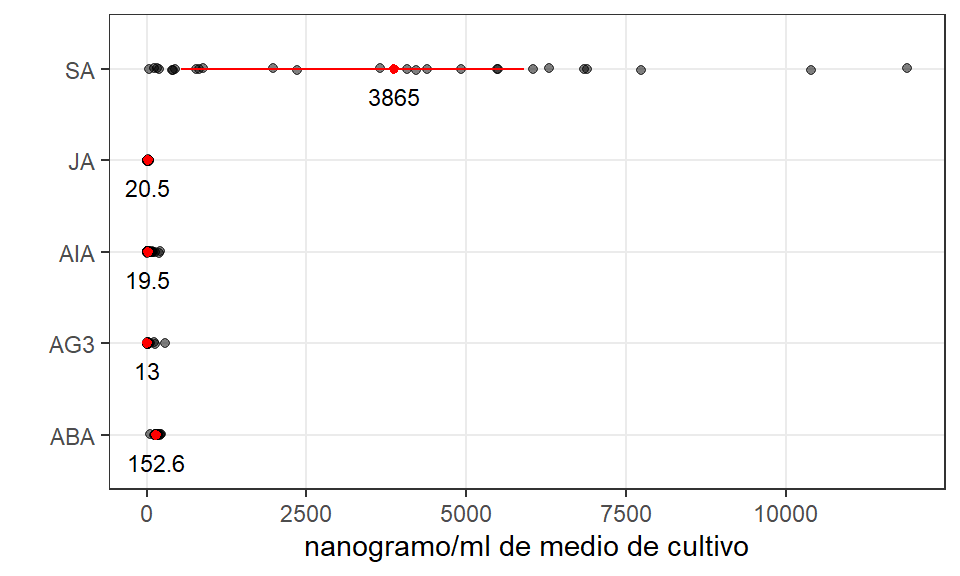 SA
3865
JA
20.5
AIA
19.5
AG3
13
ABA
152.6
0 2500 5000 7500 10000
nanogramo/ml de medio de cultivo